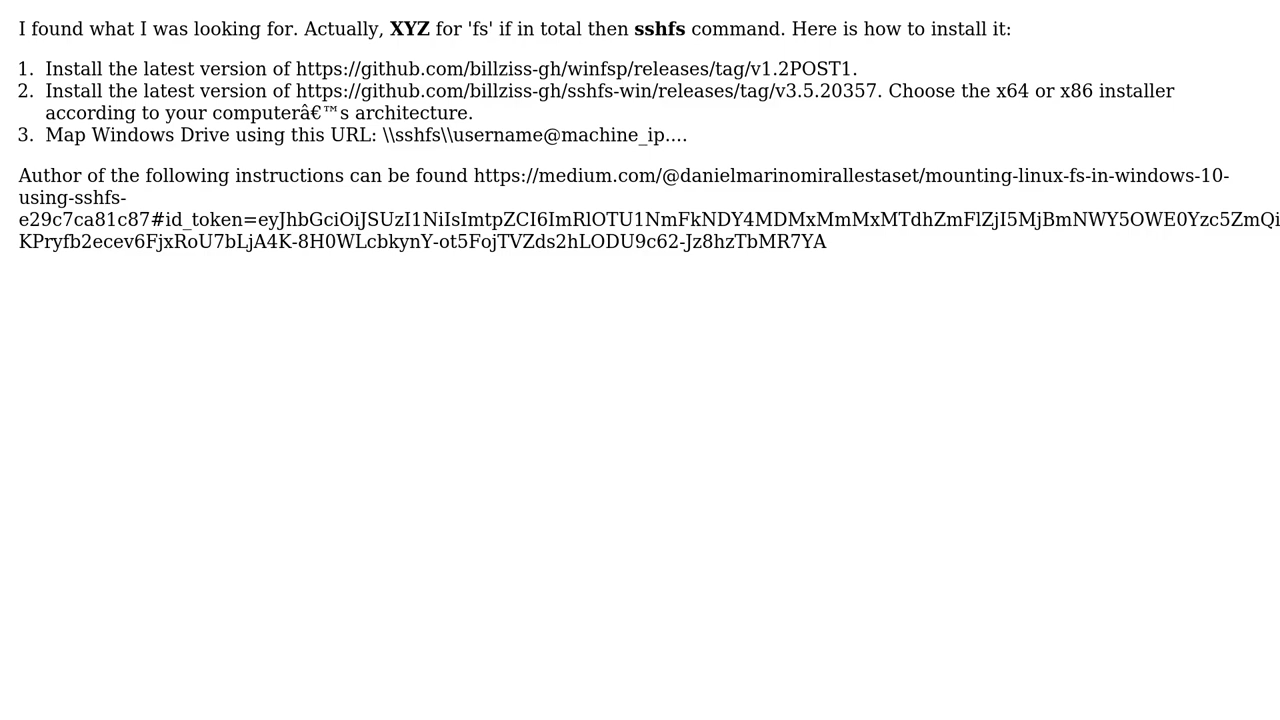 I found what I was looking for. Actually, XYZ for 'fs' if in total then sshfs command. Here is how to install it:
1. Install the latest version of https://github.com/billziss-gh/winfsp/releases/tag/v1.2POST1.
2. Install the latest version of https://github.com/billziss-gh/sshfs-win/releases/tag/v3.5.20357. Choose the x64 or x86 installer
according to your computerâ€™s architecture.
3. Map Windows Drive using this URL: \\sshfs\\username@machine_ip....
Author of the following instructions can be found https://medium.com/@danielmarinomirallestaset/mounting-linux-fs-in-windows-10-
using-sshfs-
e29c7ca81c87#id_token=eyJhbGciOiJSUzI1NiIsImtpZCI6ImRlOTU1NmFkNDY4MDMxMmMxMTdhZmFlZjI5MjBmNWY5OWE0Yzc5ZmQi
KPryfb2ecev6FjxRoU7bLjA4K-8H0WLcbkynY-ot5FojTVZds2hLODU9c62-Jz8hzTbMR7YA